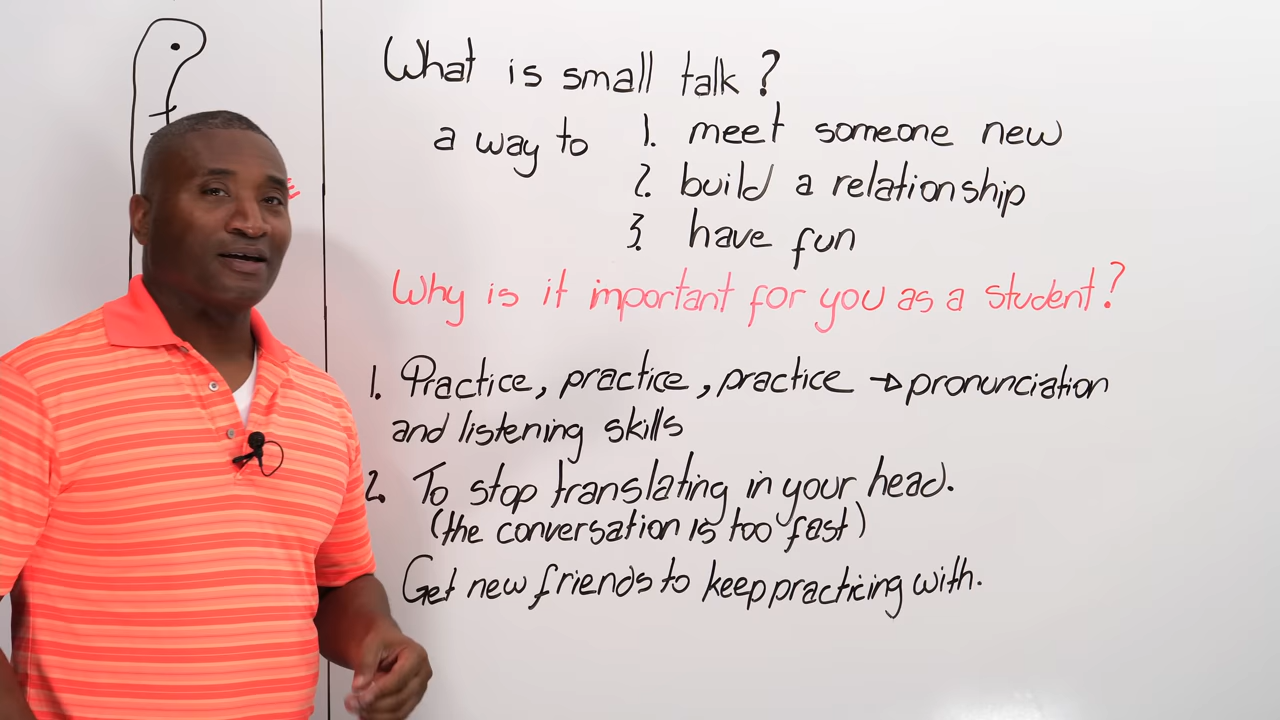 What is small talk?
a way to 1. meet someone new
2. build a relationship
3. have fun
Why is it important for you as a student?
1. Practice, practice, practice → pronunciation
and listening skills
2. To stop translating in your head.
(the conversation is too fast)
Get new friends to keep practicing with.